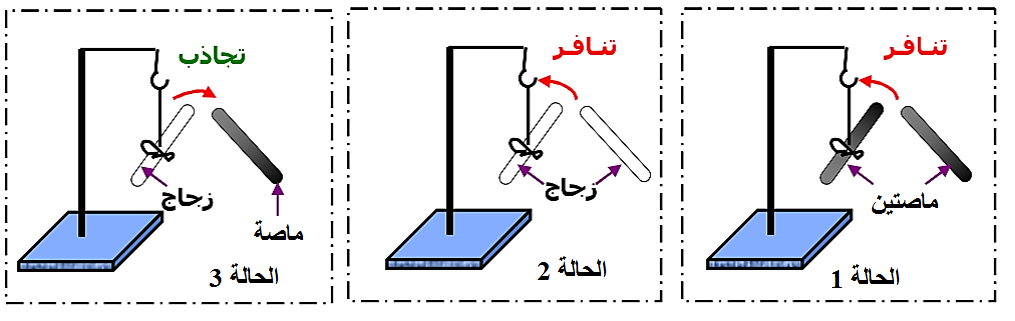 تنافر
ماصتين
الحالة 1
تنافر
زجاج
الحالة 2
تجاذب
زجاج
ماصة
الحالة 3